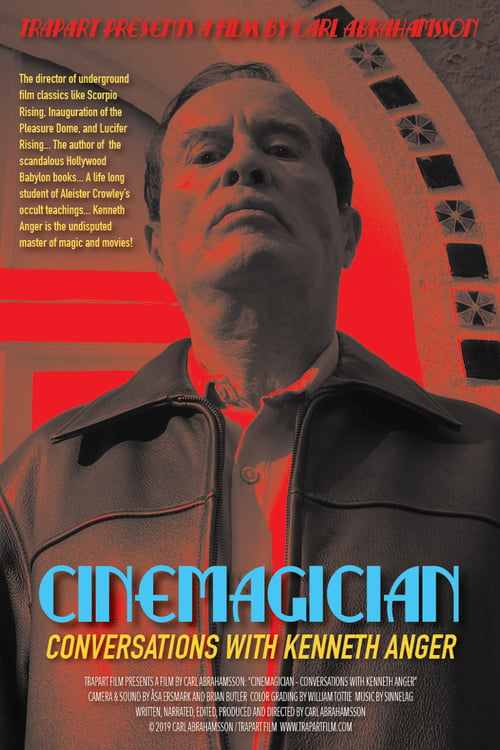 TRAPART PRESENTS A FILM BY CARL ABRAHAMSSON
The director of underground
film classics like Scorpio
Rising, Inauguration of the
Pleasure Dome, and Lucifer
Rising... The author of the
scandalous Hollywood
Babylon books... A life long
student of Aleister Crowley's
occult teachings... Kenneth
Anger is the undisputed
master of magic and movies!
CINEMAGICIAN
CONVERSATIONS WITH KENNETH ANGER
TRAPART FILM PRESENTS A FILM BY CARL ABRAHAMSSON: "CINEMAGICIAN - CONVERSATIONS WITH KENNETH ANGER"
CAMERA & SOUND BY ÅSA ERSMARK AND BRIAN BUTLER COLOR GRADING BY WILLIAM TOTTIE MUSIC BY SINNELAG
WRITTEN, NARRATED, EDITED, PRODUCED AND DIRECTED BY CARL ABRAHAMSSON
© 2019 CARL ABRAHAMSSON / TRAPART FILM WWW.TRAPARTFILM.COM